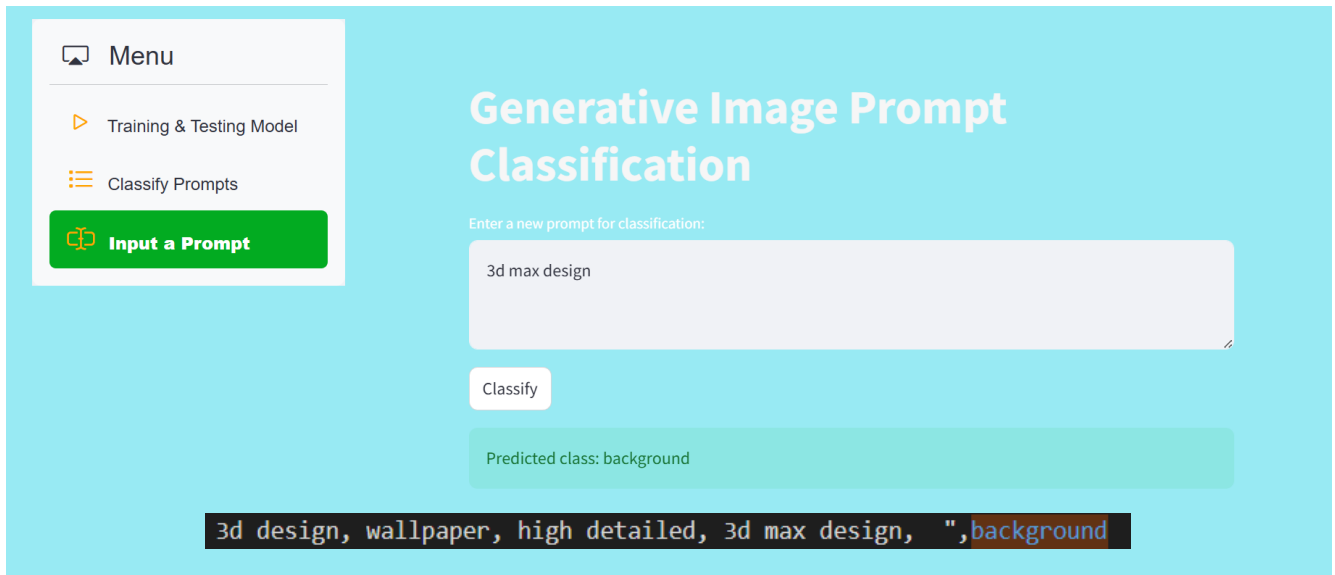 Menu
Training & Testing Model
Classify Prompts
Input a Prompt
Generative Image Prompt
Classification
Enter a new prompt for classification:
3d max design
Classify
Predicted class: background
3d design, wallpaper, high detailed, 3d max design,  ",background